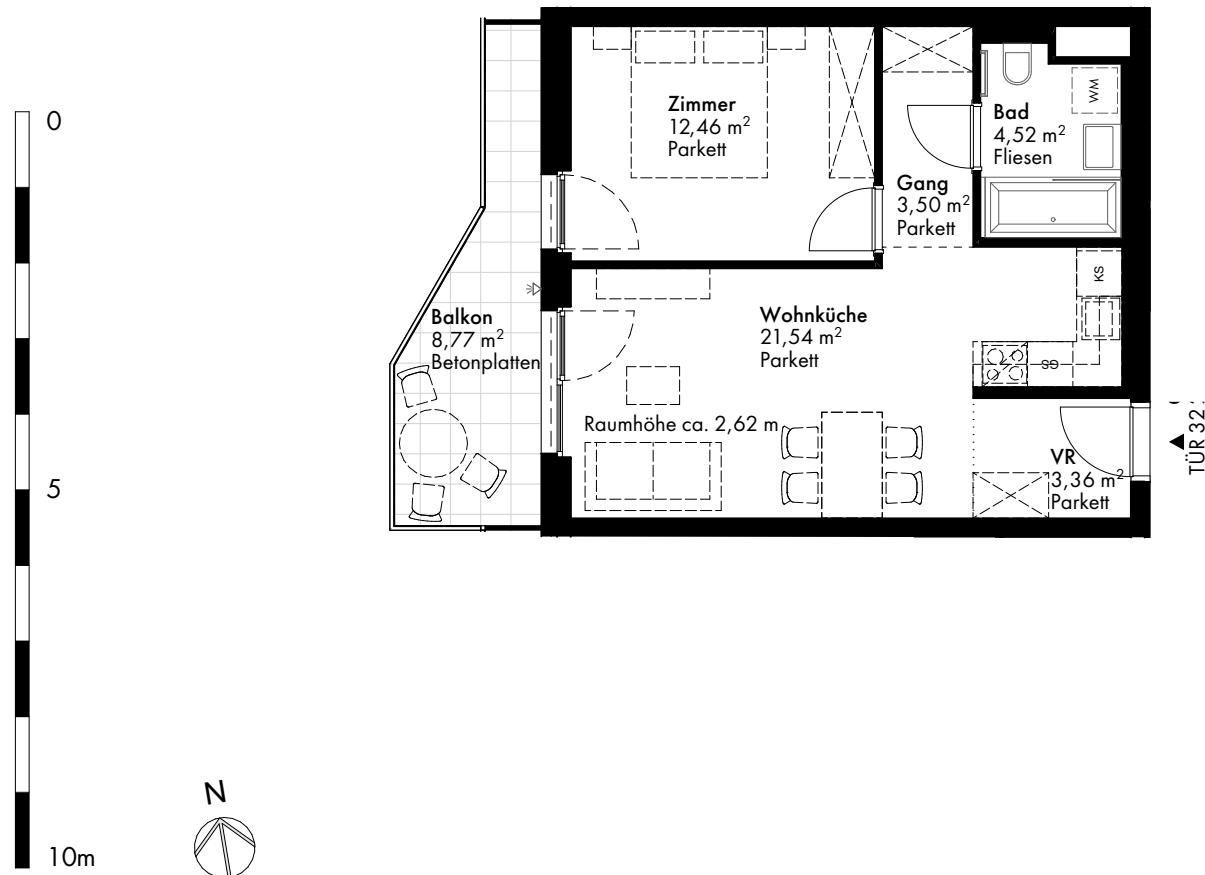 0
5
10m
N
Zimmer
12,46 m²
Parkett
Bad
4,52 m²
Fliesen
WM
Gang
3,50 m²
Parkett
Balkon
8,77 m²
Betonplatten
Wohnküche
21,54 m²
Parkett
KS
GS
Raumhöhe ca. 2,62 m
VR
3,36 m²
Parkett
TÜR 32